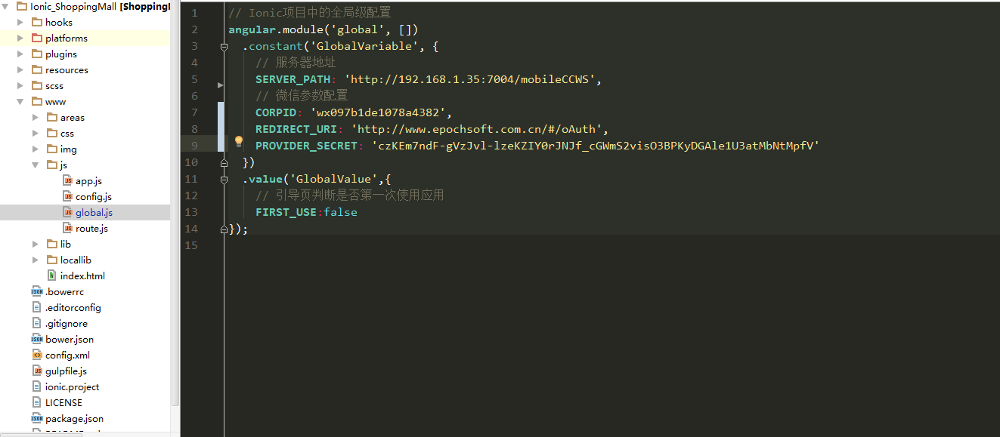 Ionic_ShoppingMall [Shopping
hooks
platforms
plugins
resources
scss
www
areas
css
img
js
app.js
config.js
global.js
route.js
lib
locallib
index.html
.bowerrc
.editorconfig
.gitignore
bower.json
config.xml
gulpfile.js
ionic.project
LICENSE
package.json
1 // Ionic项目中的全局级配置
2 angular.module('global', [])
3 .constant('GlobalVariable', {
4 // 服务器地址
5 SERVER_PATH: 'http://192.168.1.35:7004/mobileCCWS',
6 // 微信参数配置
7 CORPID: 'wx097b1de1078a4382',
8 REDIRECT_URI: 'http://www.epochsoft.com.cn/#/oAuth',
9 PROVIDER_SECRET: 'czKEm7ndF-gVzJvl-lzeKZIY0rJNJf_cGWmS2visO3BPKyDGAle1U3atMbNtMpfV'
10 })
11 .value('GlobalValue',{
12 // 引导页判断是否第一次使用应用
13 FIRST_USE:false
14 });
15